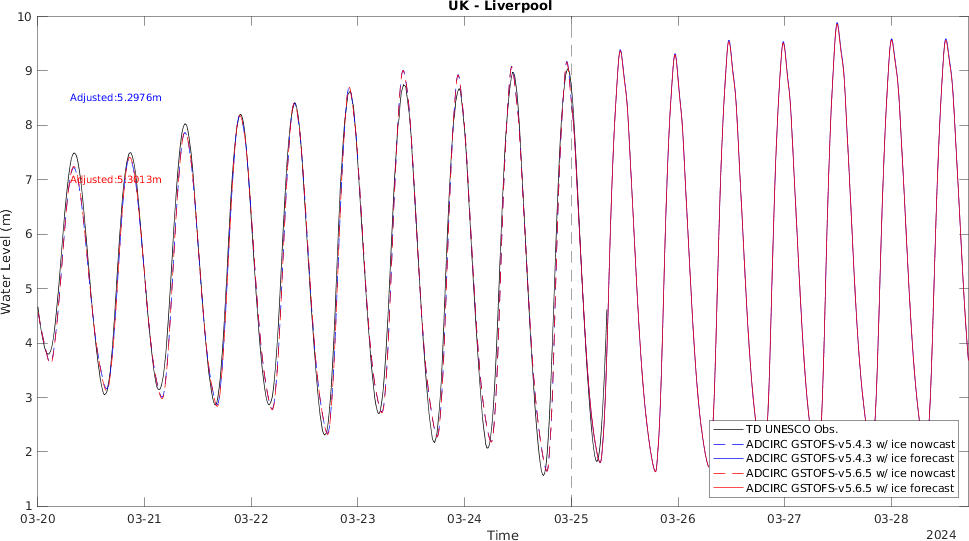 UK - Liverpool
10
9
8
7
6
5
4
3
2
1
Water Level (m)
Adjusted:5.2976m
Adjusted:5.3013m
TD UNESCO Obs.
ADCIRC GSTOFS-v5.4.3 w/ ice nowcast
ADCIRC GSTOFS-v5.4.3 w/ ice forecast
ADCIRC GSTOFS-v5.6.5 w/ ice nowcast
ADCIRC GSTOFS-v5.6.5 w/ ice forecast
03-20 03-21 03-22 03-23 03-24 03-25 03-26 03-27 03-28
Time
2024